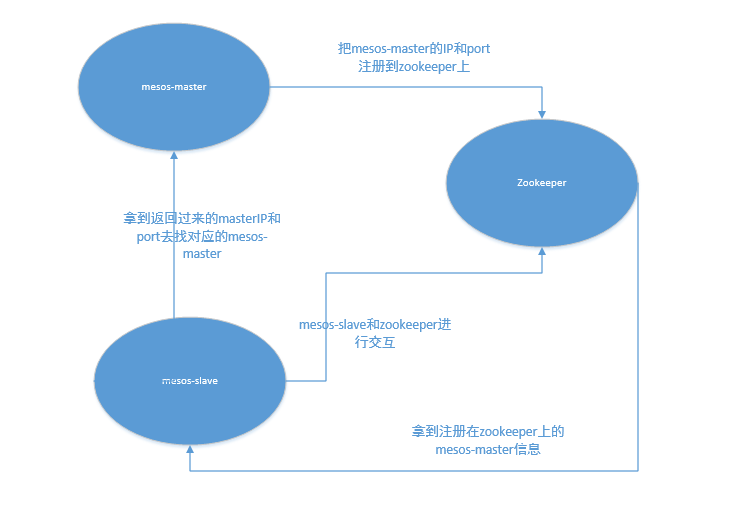 把mesos-master的IP和port
注册到zookeeper上
mesos-master
Zookeeper
拿到返回过来的masterIP和
port去找对应的mesos-
master
mesos-slave和zookeeper进
行交互
mesos-slave
拿到注册在zookeeper上的
mesos-master信息